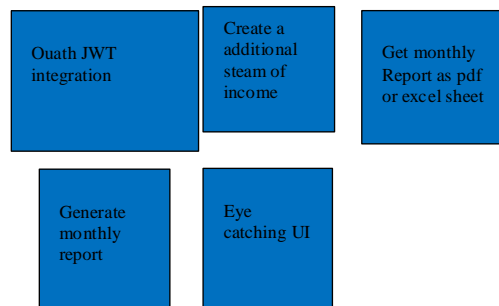 Ouath JWT
integration
Create a
additional
steam of
income
Get monthly
Report as pdf
or excel sheet
Generate
monthly
report
Eye
catching UI